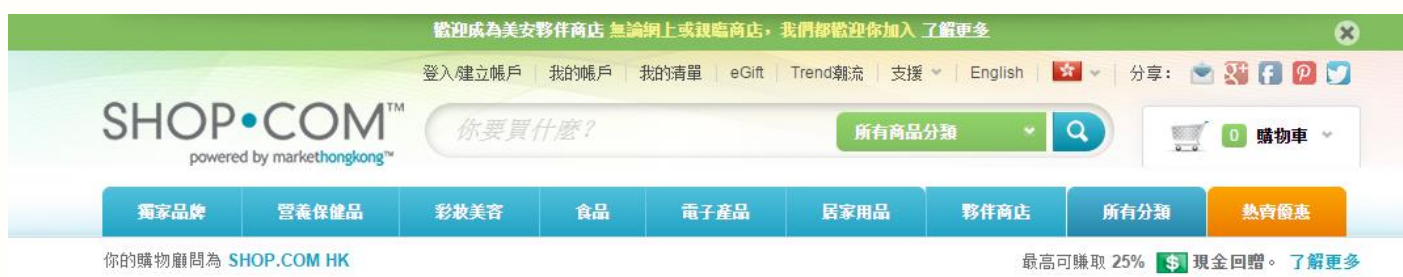 歡迎成為美安夥伴商店 無論網上或親臨商店，我們都歡迎你加入 了解更多
登入/建立帳戶 我的帳戶 我的清單 eGift Trend潮流 支援 English 分享：
SHOP•COM™
powered by markethongkong™
你要買什麼?
所有商品分類
0 購物車
獨家品牌 營養保健品 彩妝美容 食品 電子產品 居家用品 夥伴商店 所有分類 熱賣優惠
你的購物顧問為 SHOP.COM HK
最高可賺取 25% $ 現金回贈。 了解更多